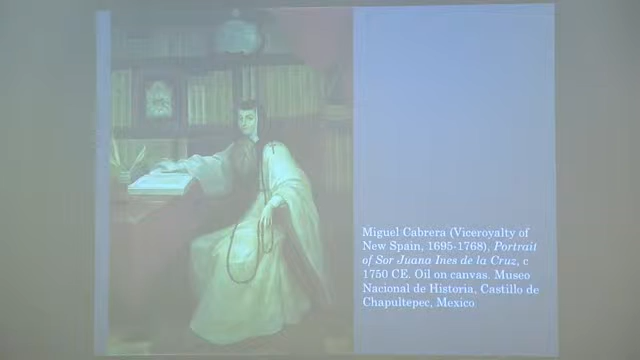 Miguel Cabrera (Viceroyalty of
New Spain, 1695-1768), Portrait
of Sor Juana Ines de la Cruz, c
1750 CE. Oil on canvas. Museo
Nacional de Historia, Castillo de
Chapultepec, Mexico